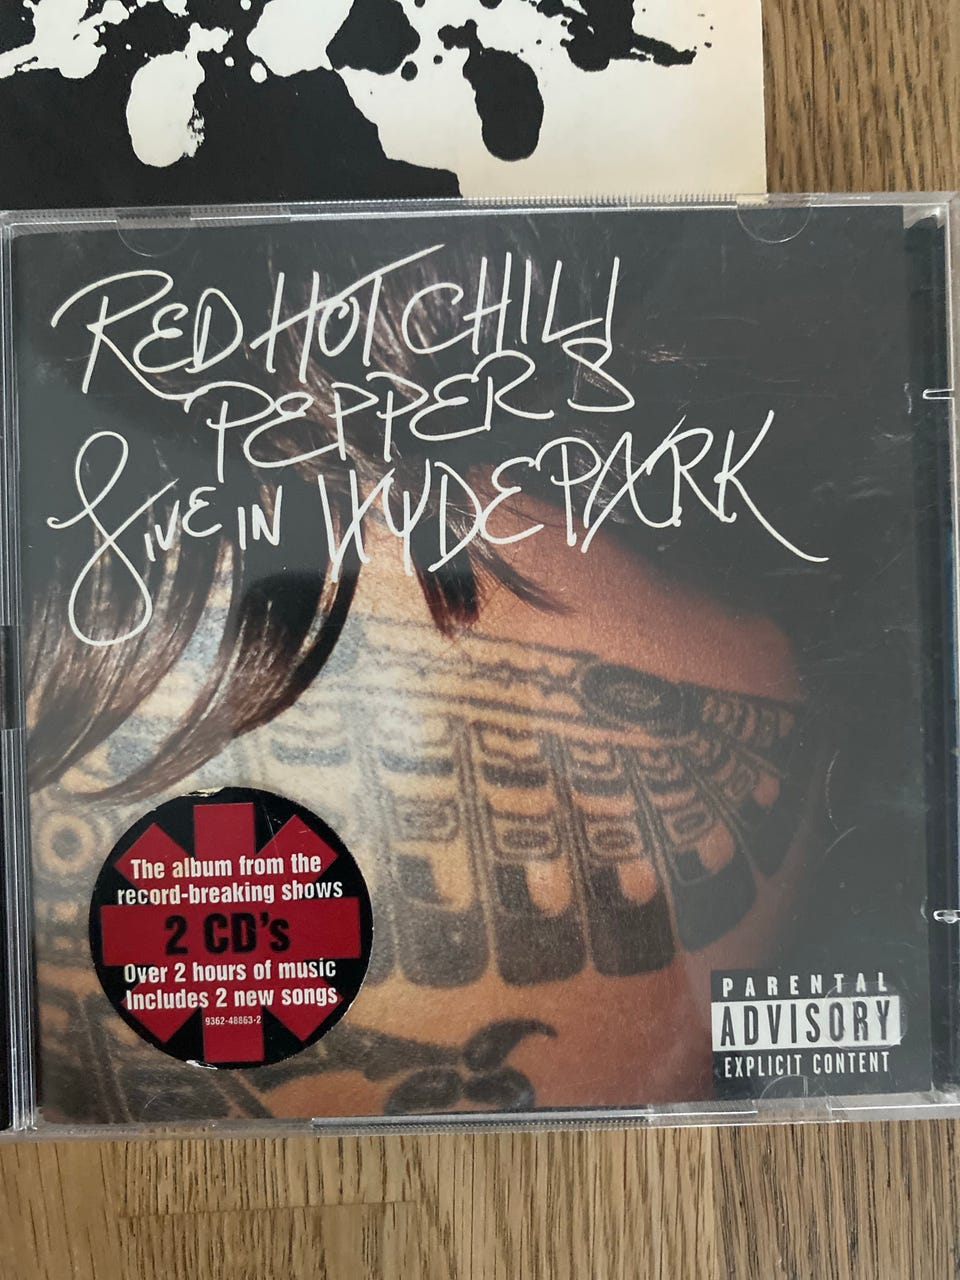 RED HOT CHILI
PEPPERS
LIVE IN HYDE PARK
The album from the
record-breaking shows
2 CD's
Over 2 hours of music
Includes 2 new songs
9362-48863-2
PARENTAL
ADVISORY
EXPLICIT CONTENT